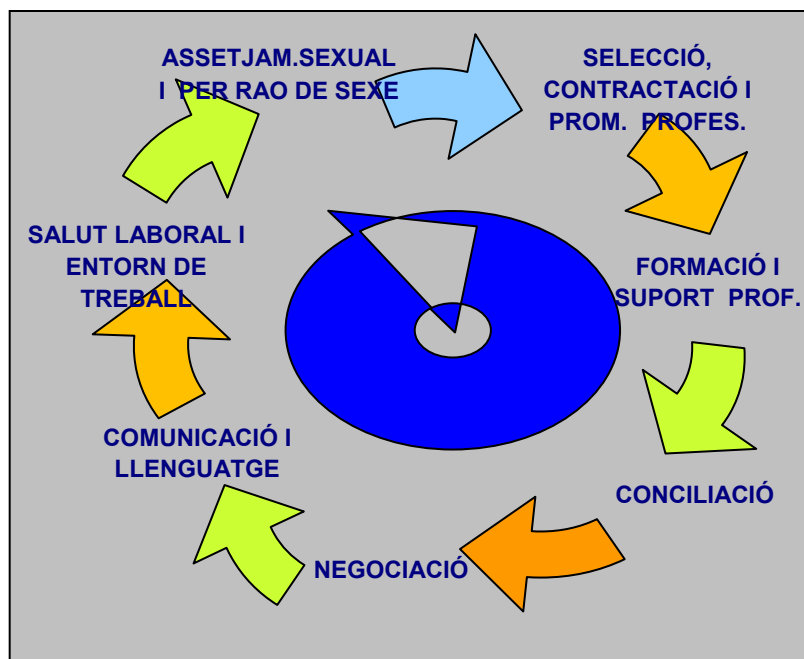 ASSETJAM.SEXUAL
I PER RAO DE SEXE
SELECCIÓ,
CONTRACTACIÓ I
PROM. PROFES.
FORMACIÓ I
SUPORT PROF.
CONCILIACIÓ
NEGOCIACIÓ
COMUNICACIÓ I
LLENGUATGE
SALUT LABORAL I
ENTORN DE
TREBALL